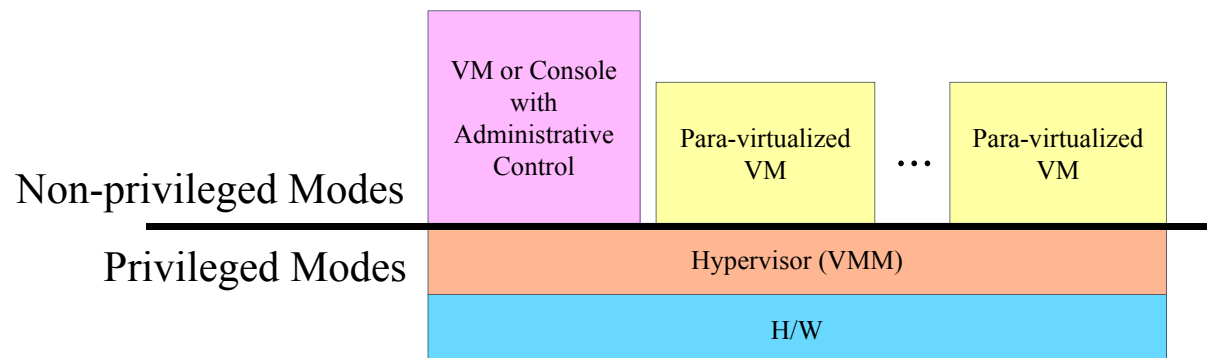 VM or Console
with
Administrative
Control
Para-virtualized
VM
...
Para-virtualized
VM
Non-privileged Modes
Privileged Modes
Hypervisor (VMM)
H/W